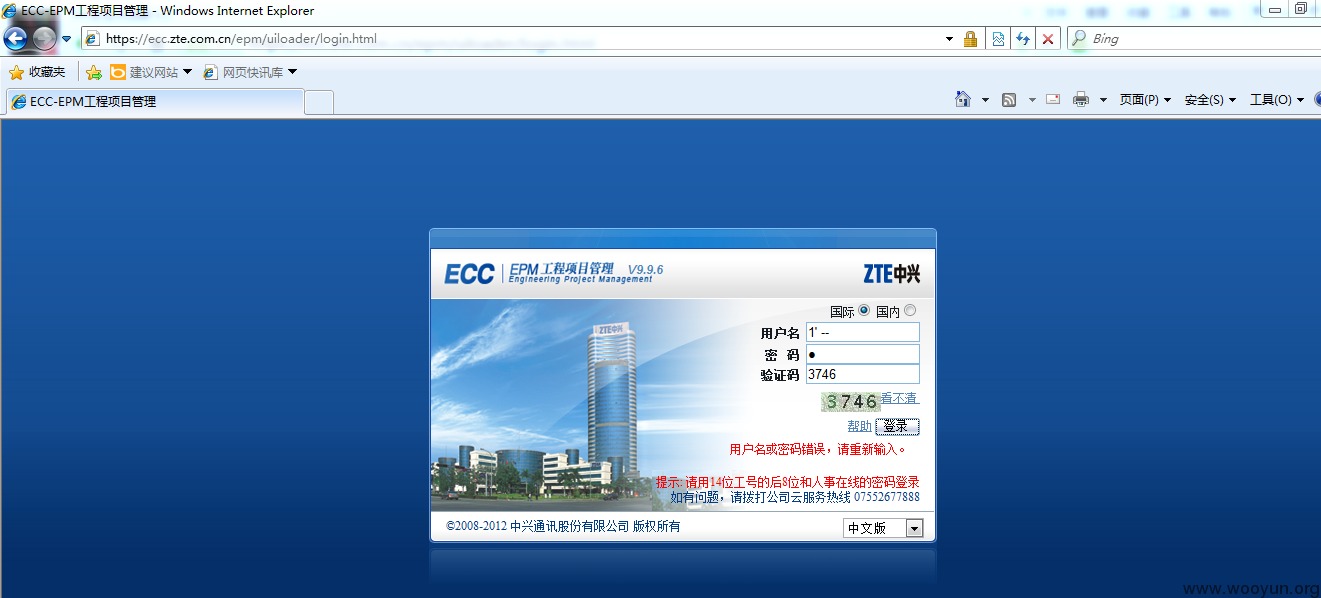 ECC-EPM工程项目管理 - Windows Internet Explorer
https://ecc.zte.com.cn/epm/uiloader/login.html
Bing
收藏夹 建议网站 网页快讯库
ECC-EPM工程项目管理
页面(P) 安全(S) 工具(O)
ECC EPM工程项目管理 V9.9.6
Engineering Project Management
ZTE中兴
国际 国内
用户名 1' --
密 码 ●
验证码 3746
3746 看不清
帮助 登录
用户名或密码错误，请重新输入。
提示: 请用14位工号的后8位和人事在线的密码登录
如有问题，请拨打公司云服务热线 07552677888
ZTE中兴
©2008-2012 中兴通讯股份有限公司 版权所有
中文版
www.wooyun.org